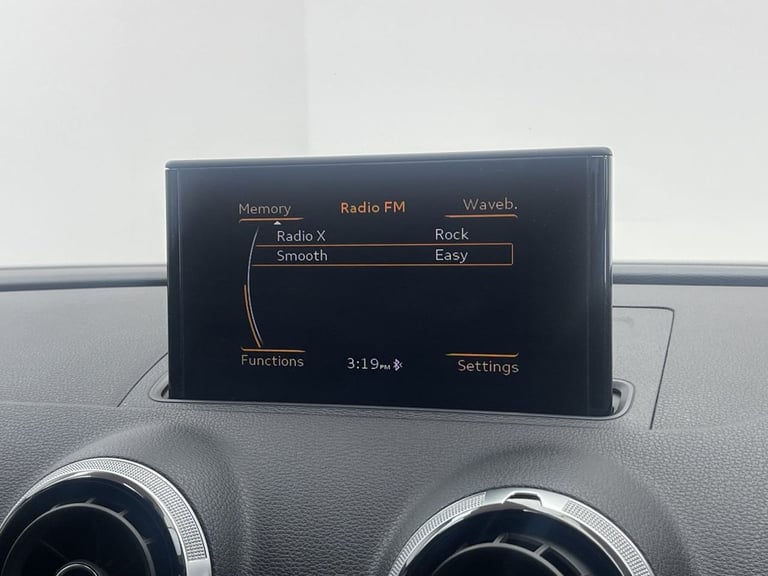 Memory Radio FM Waveb.
Radio X Rock
Smooth Easy
Functions 3:19PM Settings